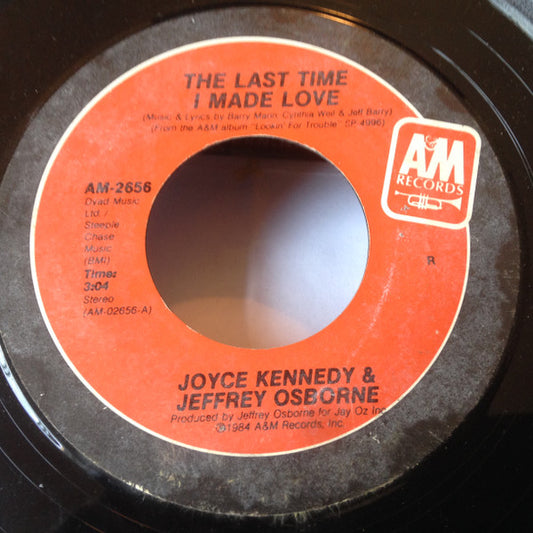 THE LAST TIME
I MADE LOVE
(Music & Lyrics by Barry Mann, Cynthia Weil & Jeff Barry)
(From the A&M album "Lookin' For Trouble" SP-4996)
A&M
RECORDS
AM-2656
Dyad Music
Ltd./
Steeple
Chase
Music
(BMI)
Time:
3:04
Stereo
(AM-02656-A)
R
JOYCE KENNEDY &
JEFFREY OSBORNE
Produced by Jeffrey Osborne for Jay Oz Inc.
©1984 A&M Records, Inc.